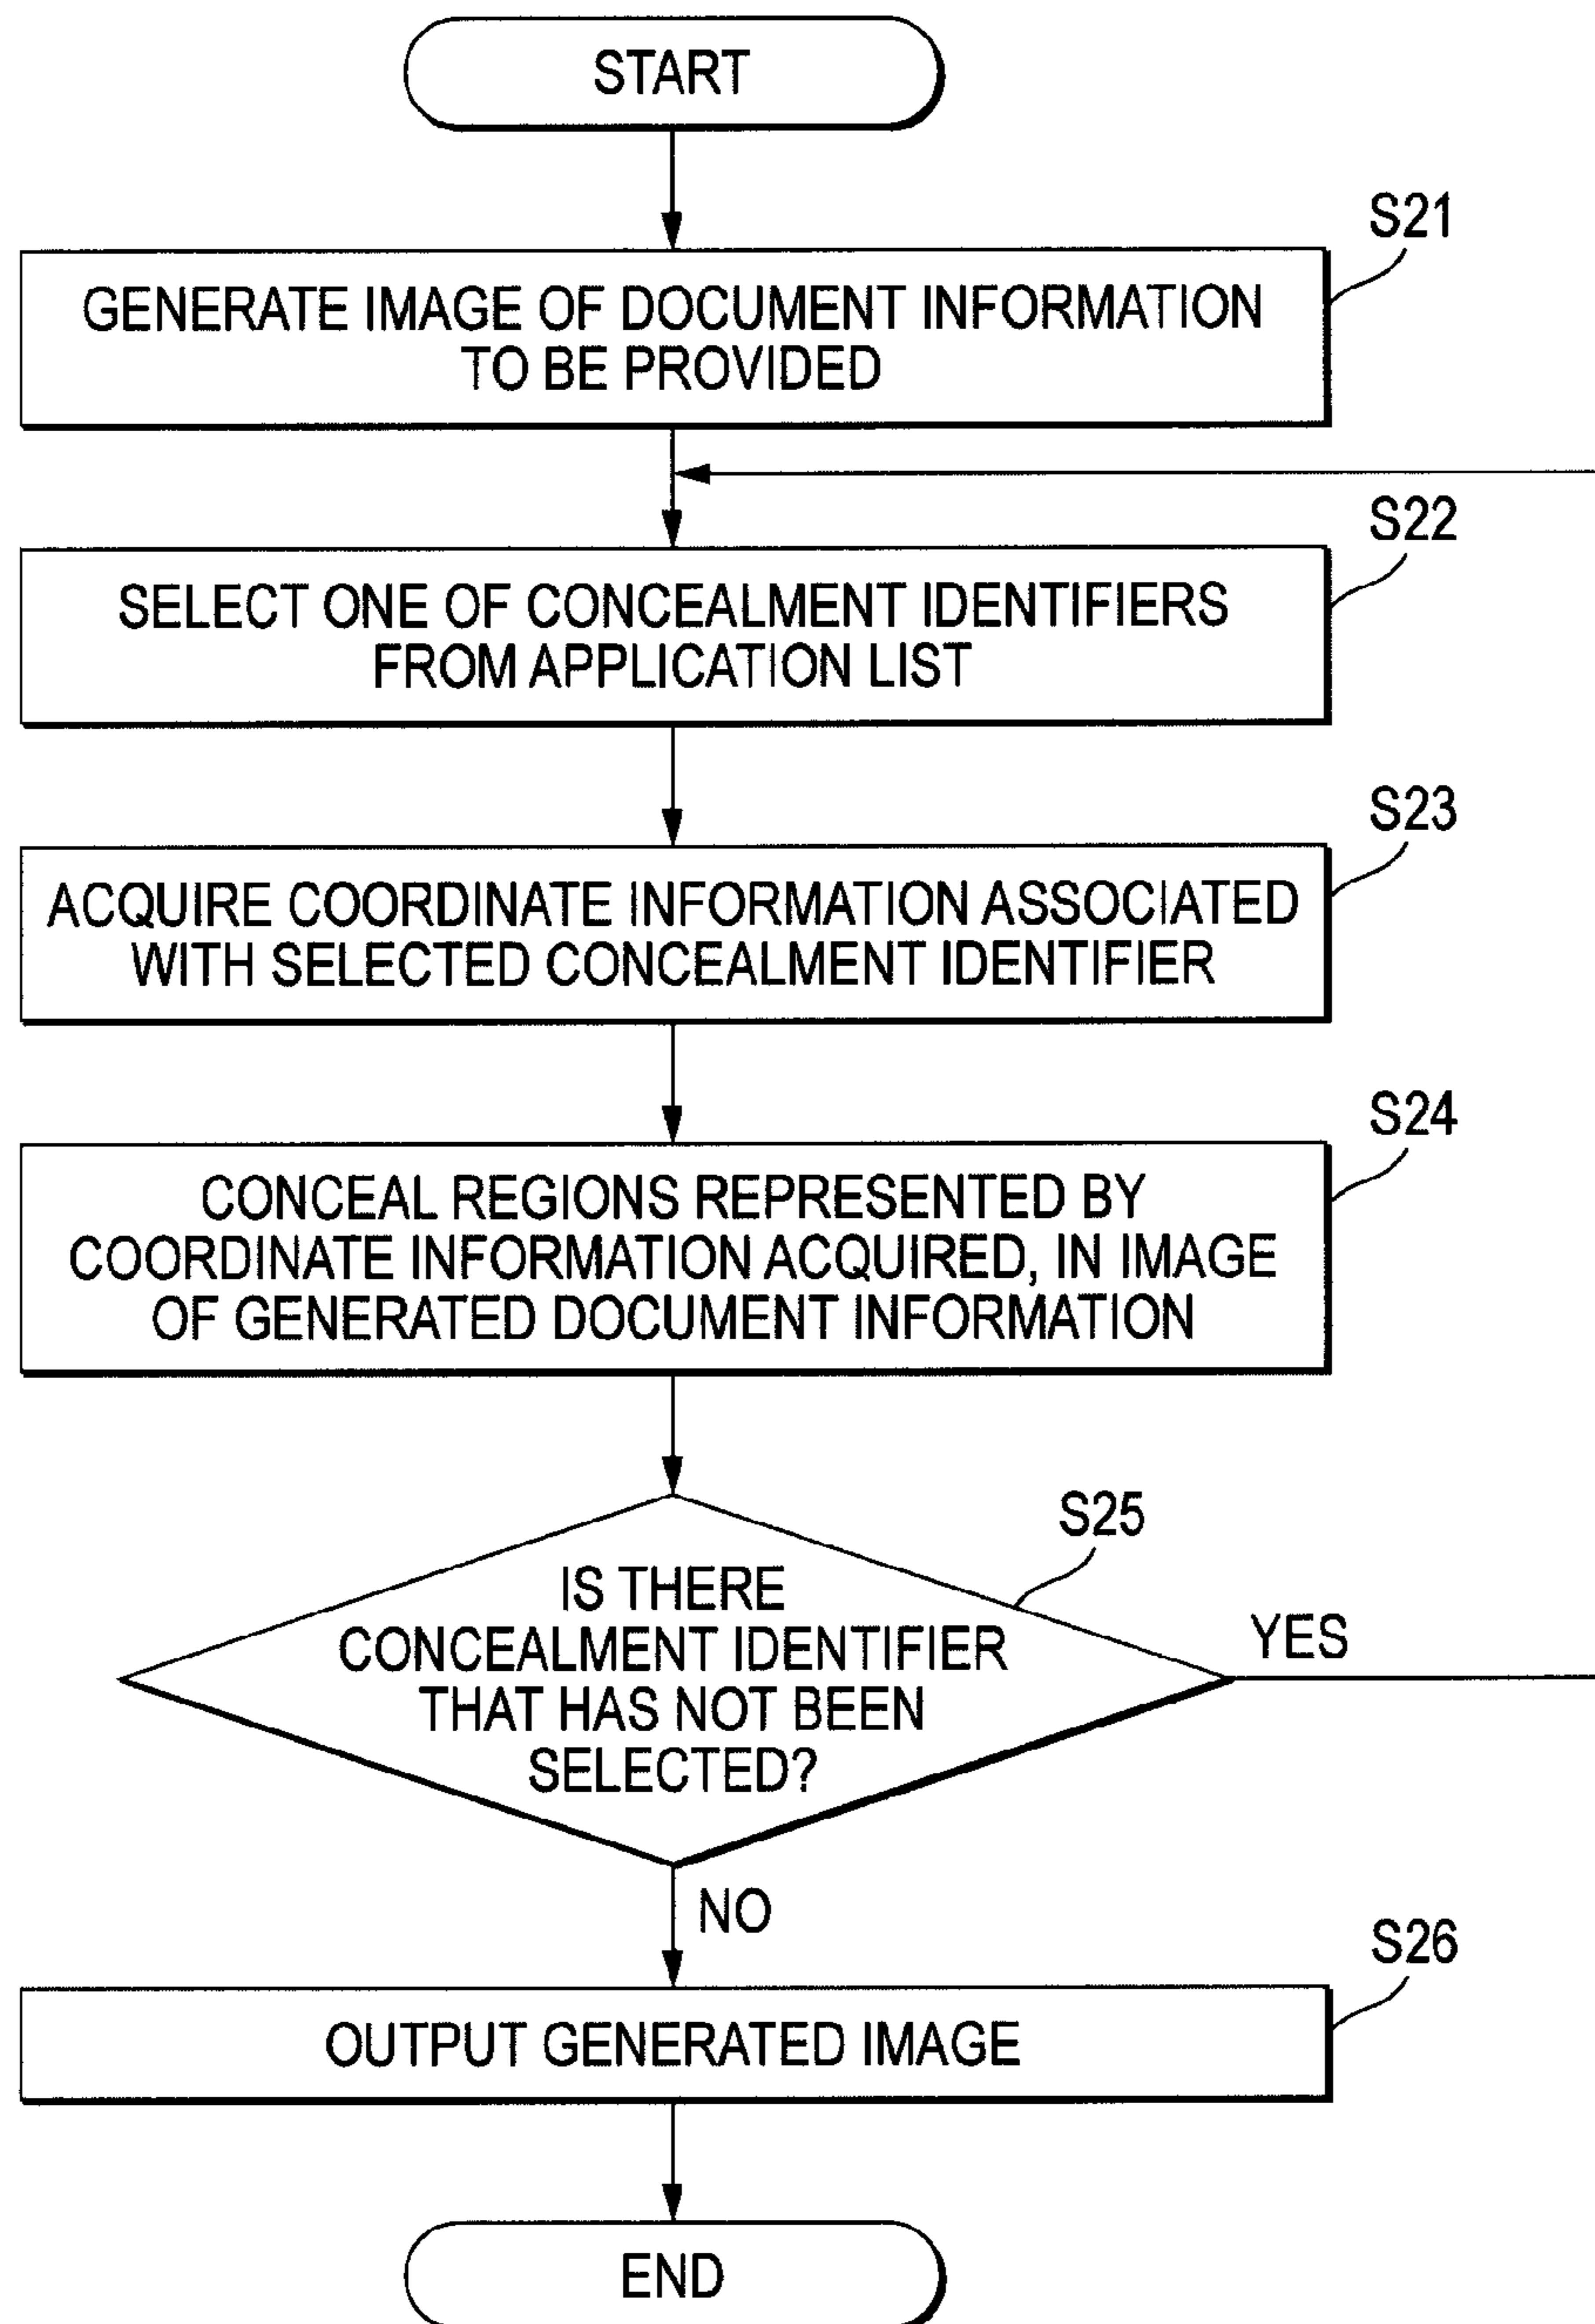 START
S21
GENERATE IMAGE OF DOCUMENT INFORMATION
TO BE PROVIDED
S22
SELECT ONE OF CONCEALMENT IDENTIFIERS
FROM APPLICATION LIST
S23
ACQUIRE COORDINATE INFORMATION ASSOCIATED
WITH SELECTED CONCEALMENT IDENTIFIER
S24
CONCEAL REGIONS REPRESENTED BY
COORDINATE INFORMATION ACQUIRED, IN IMAGE
OF GENERATED DOCUMENT INFORMATION
S25
IS THERE
CONCEALMENT IDENTIFIER
THAT HAS NOT BEEN
SELECTED?
YES
NO
S26
OUTPUT GENERATED IMAGE
END